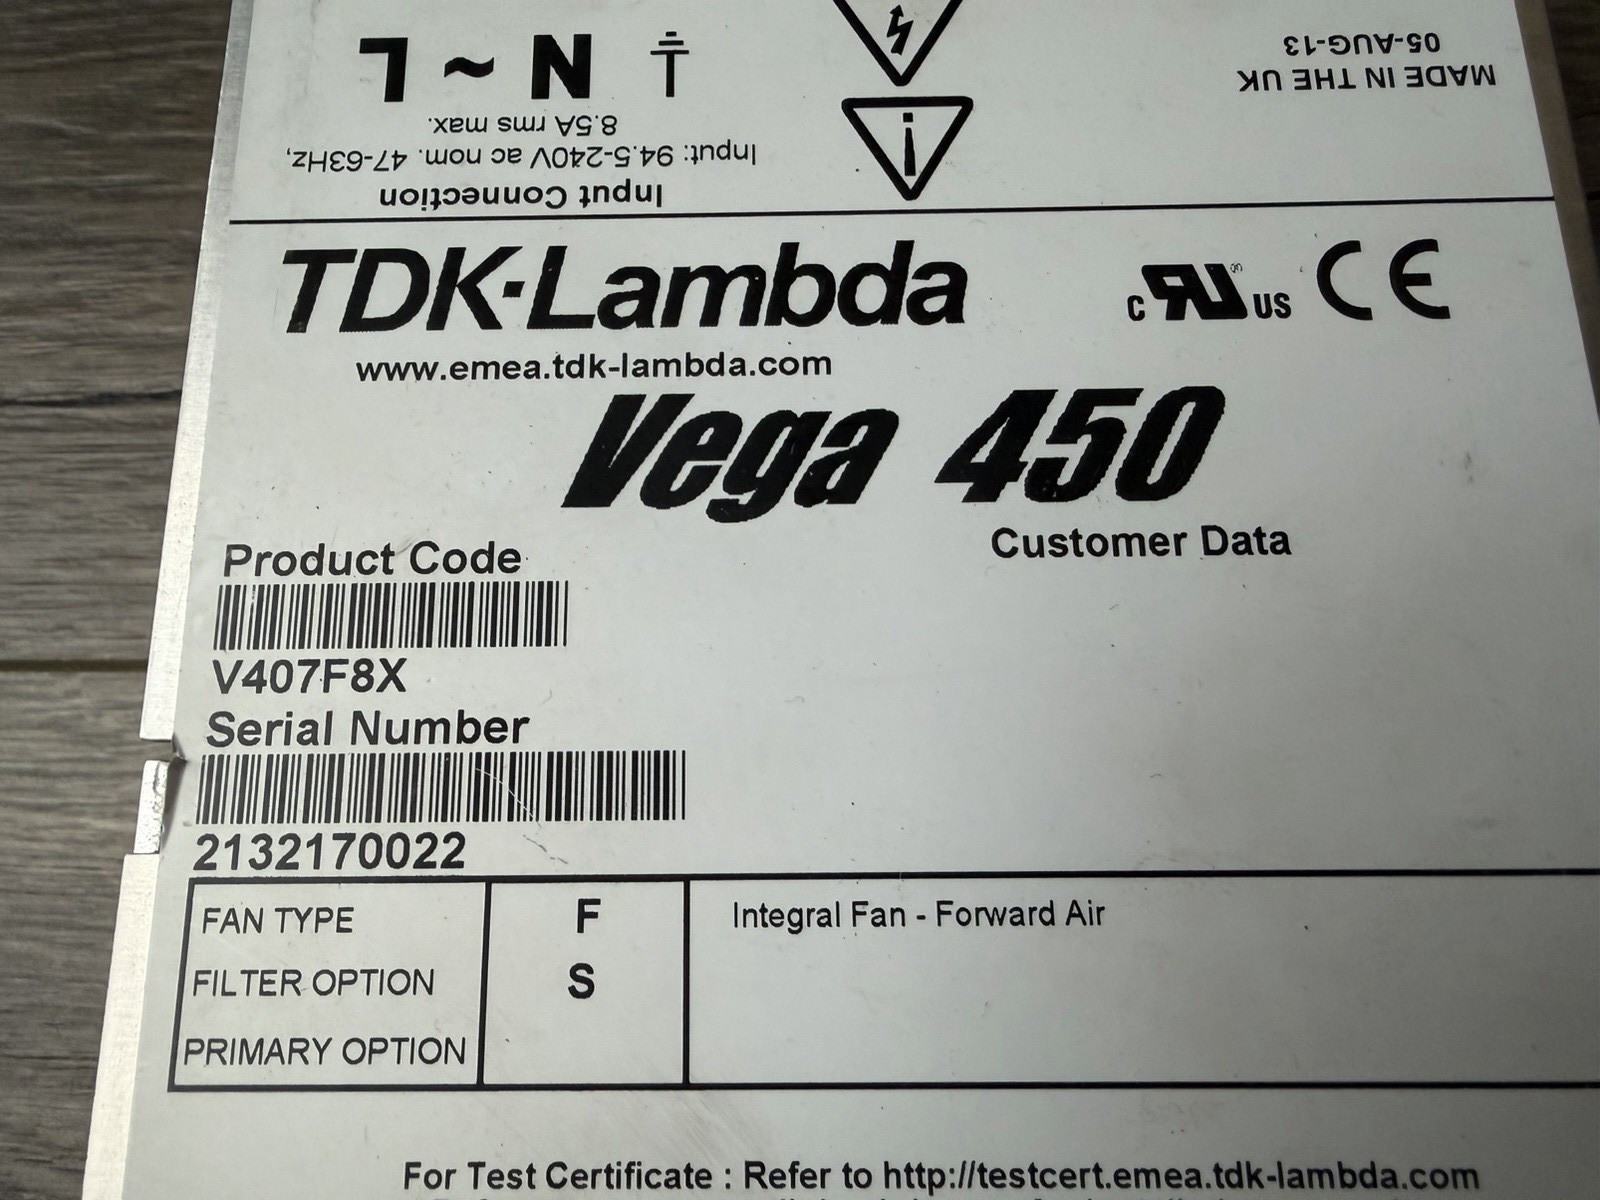 L ~ N
Input Connection
Input: 94.5-240V ac nom. 47-63Hz,
8.5A rms max.
MADE IN THE UK
05-AUG-13
TDK-Lambda
c RU US CE
www.emea.tdk-lambda.com
Vega 450
Customer Data
Product Code
V407F8X
Serial Number
2132170022
FAN TYPE F Integral Fan - Forward Air
FILTER OPTION S
PRIMARY OPTION
For Test Certificate : Refer to http://testcert.emea.tdk-lambda.com